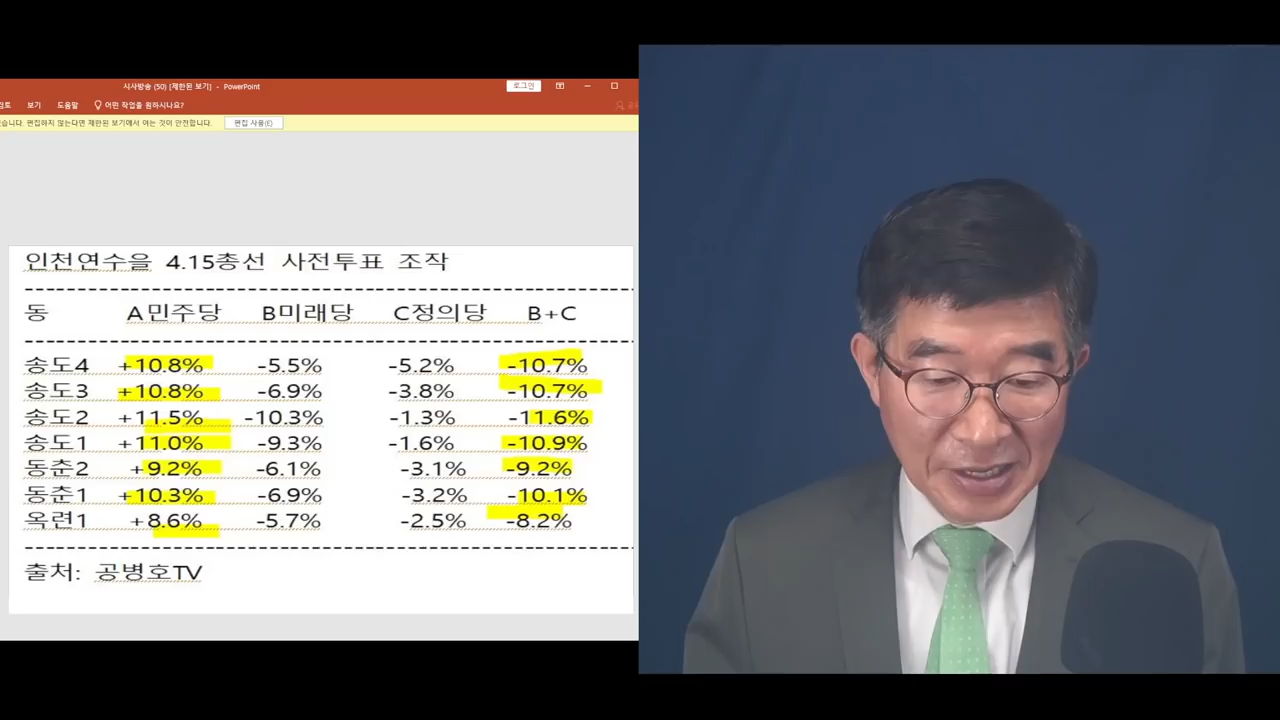 시사방송 (50) [제한된 보기] - PowerPoint
로그인
검토 보기 도움말 어떤 작업을 원하시나요?
편집하지 않는다면 제한된 보기에서 여는 것이 안전합니다. 편집 사용(E)
인천연수을 4.15총선 사전투표 조작
동 A민주당 B미래당 C정의당 B+C
송도4 +10.8% -5.5% -5.2% -10.7%
송도3 +10.8% -6.9% -3.8% -10.7%
송도2 +11.5% -10.3% -1.3% -11.6%
송도1 +11.0% -9.3% -1.6% -10.9%
동춘2 +9.2% -6.1% -3.1% -9.2%
동춘1 +10.3% -6.9% -3.2% -10.1%
옥련1 +8.6% -5.7% -2.5% -8.2%
출처: 공병호TV